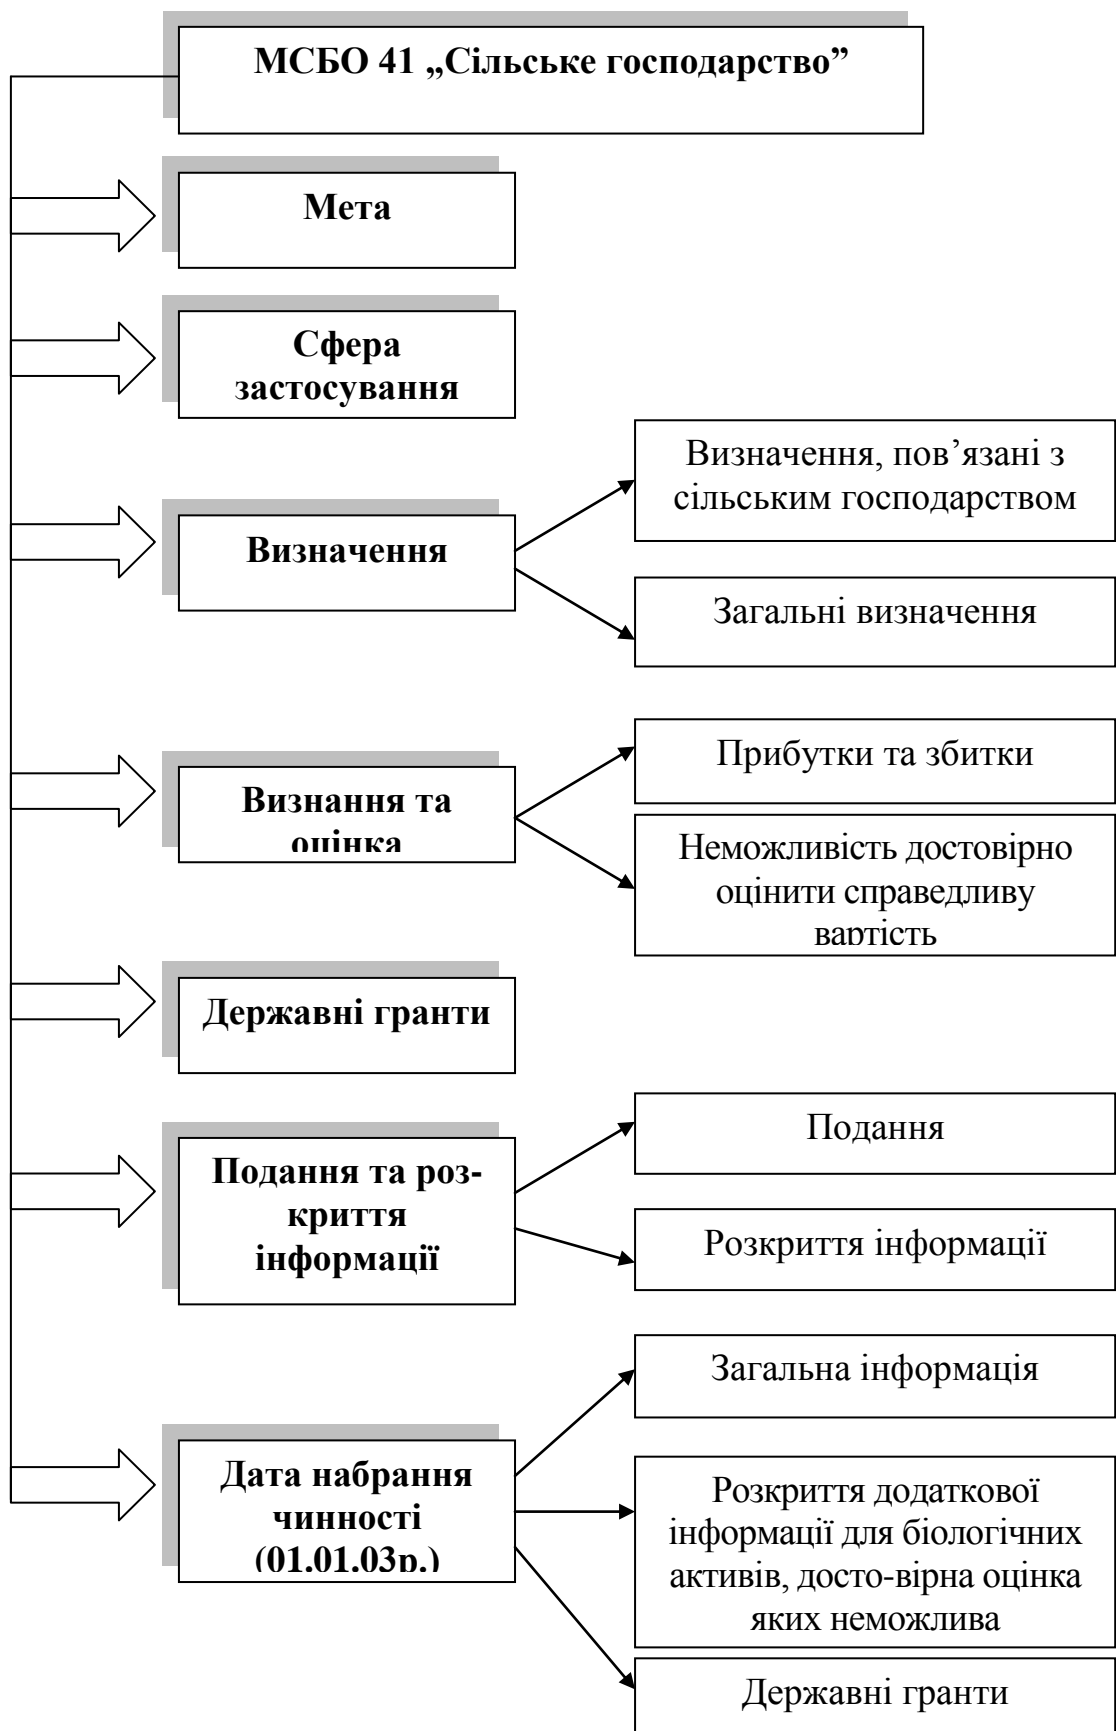 МСБО 41 „Сільське господарство”
Мета
Сфера
застосування
Визначення, пов’язані з
сільським господарством
Визначення
Загальні визначення
Прибутки та збитки
Визнання та
оцінка
Неможливість достовірно
оцінити справедливу
вартість
Державні гранти
Подання
Подання та роз-
криття
інформації
Розкриття інформації
Загальна інформація
Дата набрання
чинності
(01.01.03р.)
Розкриття додаткової
інформації для біологічних
активів, досто-вірна оцінка
яких неможлива
Державні гранти